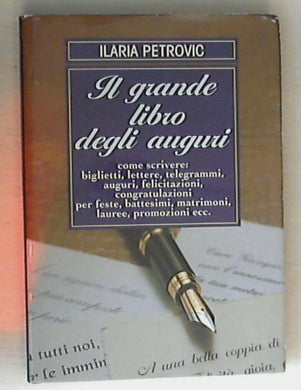 ILARIA PETROVIC
Il grande
libro
degli auguri
come scrivere:
biglietti, lettere, telegrammi,
auguri, felicitazioni,
congratulazioni
per feste, battesimi, matrimoni,
lauree, promozioni ecc.
a tutti noi,
A una bella coppia di
gioia.